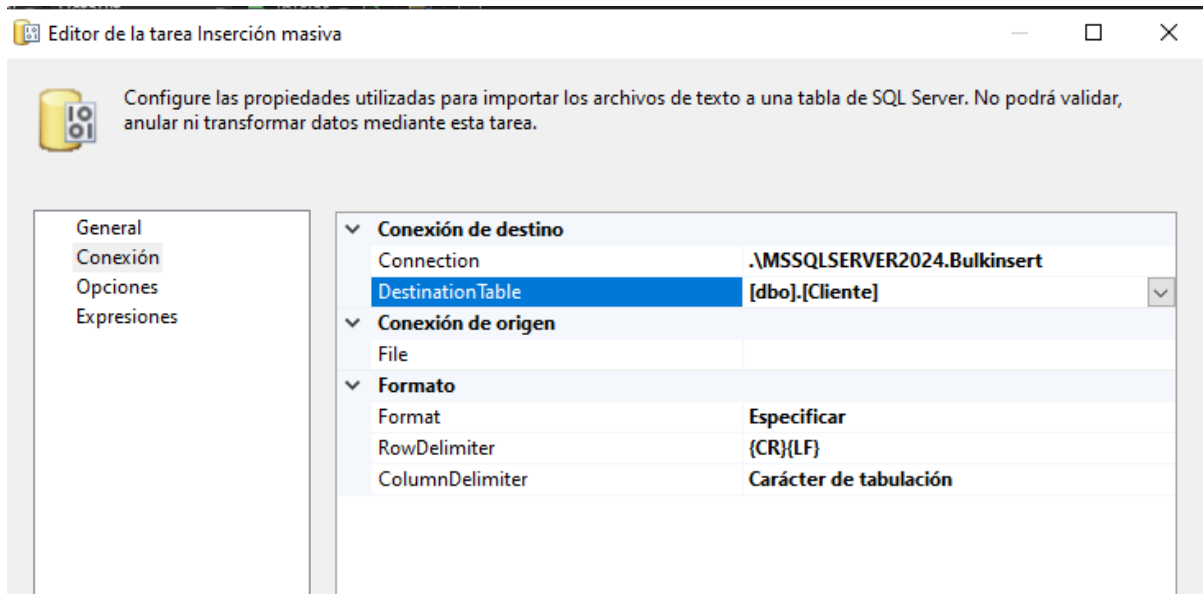 Editor de la tarea Inserción masiva
Configure las propiedades utilizadas para importar los archivos de texto a una tabla de SQL Server. No podrá validar,
anular ni transformar datos mediante esta tarea.
General
Conexión
Opciones
Expresiones
Conexión de destino
Connection .\MSSQLSERVER2024.Bulkinsert
DestinationTable [dbo].[Cliente]
Conexión de origen
File
Formato
Format Especificar
RowDelimiter {CR}{LF}
ColumnDelimiter Carácter de tabulación